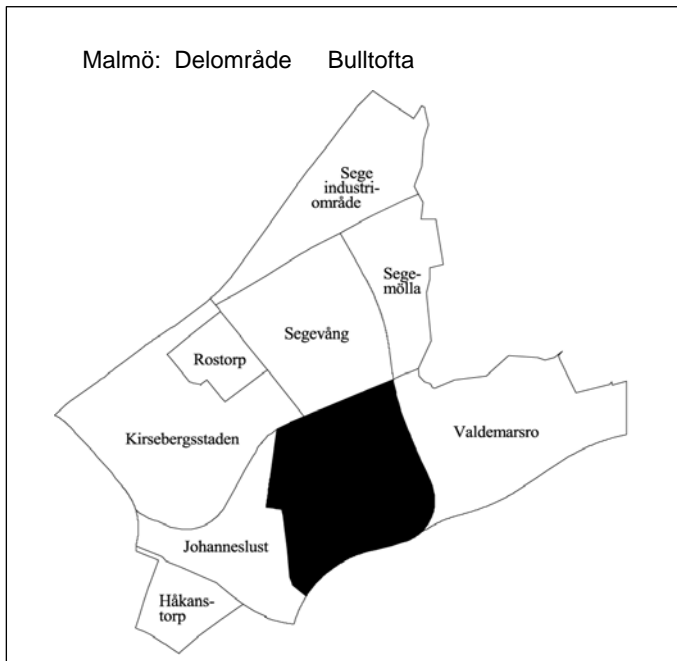 Malmö: Delområde Bulltofta
Sege
industri-
område
Sege-
mölla
Segevång
Rostorp
Kirsebergsstaden
Valdemarsro
Johanneslust
Håkans-
torp